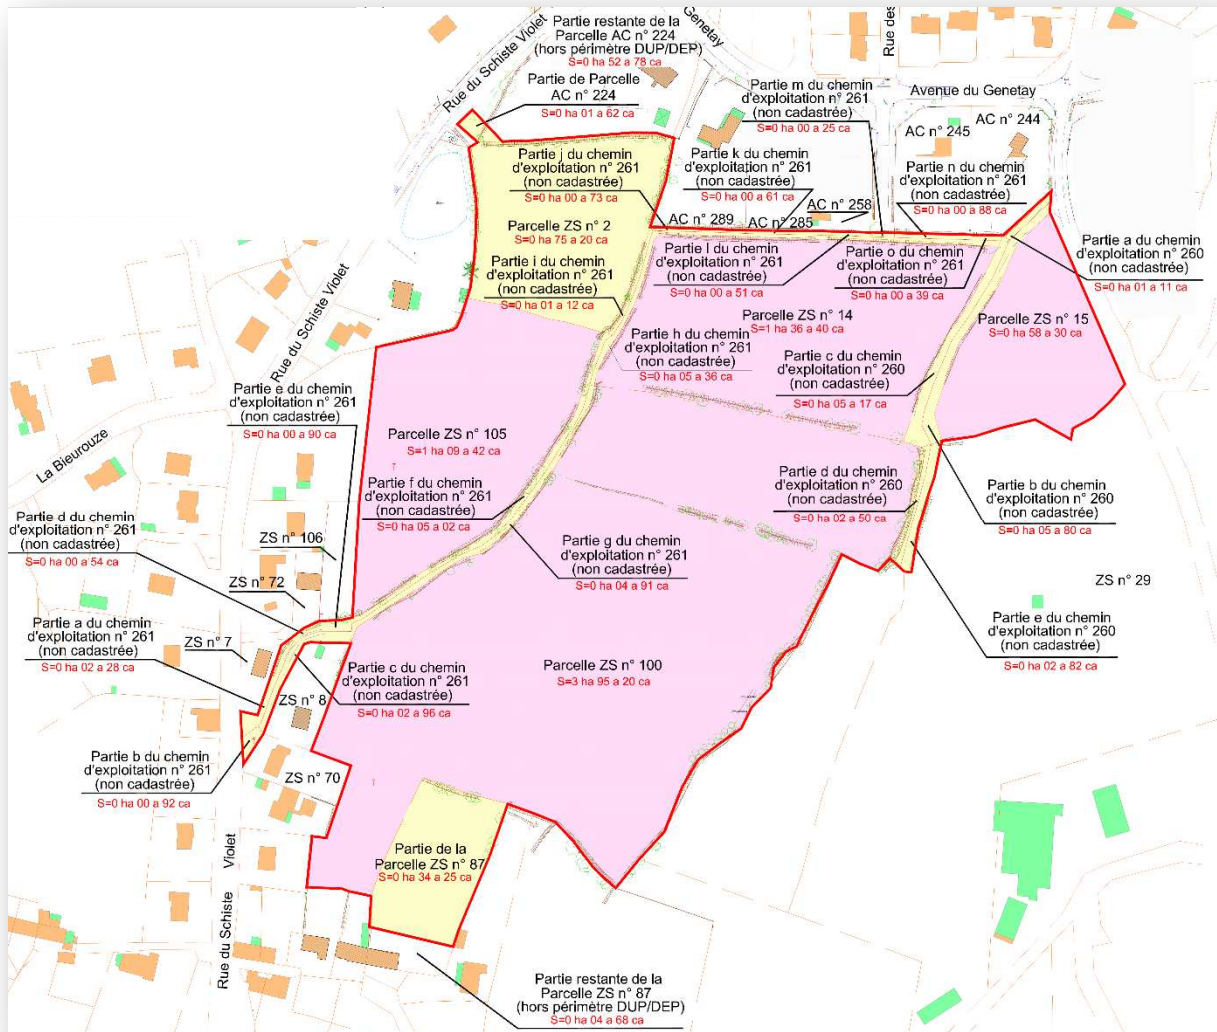 Partie restante de la
Parcelle AC n° 224
(hors périmètre DUP/DEP)
S=0 ha 52 a 78 ca
Rue du Schiste Violet
Genetay
Rue des
Partie de Parcelle
AC n° 224
S=0 ha 01 a 62 ca
Partie m du chemin
d'exploitation n° 261
(non cadastrée)
S=0 ha 00 a 25 ca
Avenue du Genetay
AC n° 245
AC n° 244
Partie j du chemin
d'exploitation n° 261
(non cadastrée)
S=0 ha 00 a 73 ca
Partie k du chemin
d'exploitation n° 261
(non cadastrée)
S=0 ha 00 a 61 ca
Partie n du chemin
d'exploitation n° 261
(non cadastrée)
S=0 ha 00 a 88 ca
AC n° 289
AC n° 285
AC n° 258
Parcelle ZS n° 2
S=0 ha 75 a 20 ca
Partie i du chemin
d'exploitation n° 261
(non cadastrée)
S=0 ha 01 a 12 ca
Partie l du chemin
d'exploitation n° 261
(non cadastrée)
S=0 ha 00 a 51 ca
Partie o du chemin
d'exploitation n° 261
(non cadastrée)
S=0 ha 00 a 39 ca
Partie a du chemin
d'exploitation n° 260
(non cadastrée)
S=0 ha 01 a 11 ca
Parcelle ZS n° 14
S=1 ha 36 a 40 ca
Parcelle ZS n° 15
S=0 ha 58 a 30 ca
Rue du Schiste Violet
Partie h du chemin
d'exploitation n° 261
(non cadastrée)
S=0 ha 05 a 36 ca
Partie c du chemin
d'exploitation n° 260
(non cadastrée)
S=0 ha 05 a 17 ca
Partie e du chemin
d'exploitation n° 261
(non cadastrée)
S=0 ha 00 a 90 ca
La Bieurouze
Parcelle ZS n° 105
S=1 ha 09 a 42 ca
Partie f du chemin
d'exploitation n° 261
(non cadastrée)
S=0 ha 05 a 02 ca
Partie d du chemin
d'exploitation n° 260
(non cadastrée)
S=0 ha 02 a 50 ca
Partie b du chemin
d'exploitation n° 260
(non cadastrée)
S=0 ha 05 a 80 ca
Partie d du chemin
d'exploitation n° 261
(non cadastrée)
S=0 ha 00 a 54 ca
ZS n° 106
Partie g du chemin
d'exploitation n° 261
(non cadastrée)
S=0 ha 04 a 91 ca
ZS n° 72
ZS n° 29
Partie a du chemin
d'exploitation n° 261
(non cadastrée)
S=0 ha 02 a 28 ca
ZS n° 7
Partie e du chemin
d'exploitation n° 260
(non cadastrée)
S=0 ha 02 a 82 ca
Partie c du chemin
d'exploitation n° 261
(non cadastrée)
S=0 ha 02 a 96 ca
Parcelle ZS n° 100
S=3 ha 95 a 20 ca
ZS n° 8
Partie b du chemin
d'exploitation n° 261
(non cadastrée)
S=0 ha 00 a 92 ca
ZS n° 70
Rue du Schiste Violet
Partie de la
Parcelle ZS n° 87
S=0 ha 34 a 25 ca
Partie restante de la
Parcelle ZS n° 87
(hors périmètre DUP/DEP)
S=0 ha 04 a 68 ca